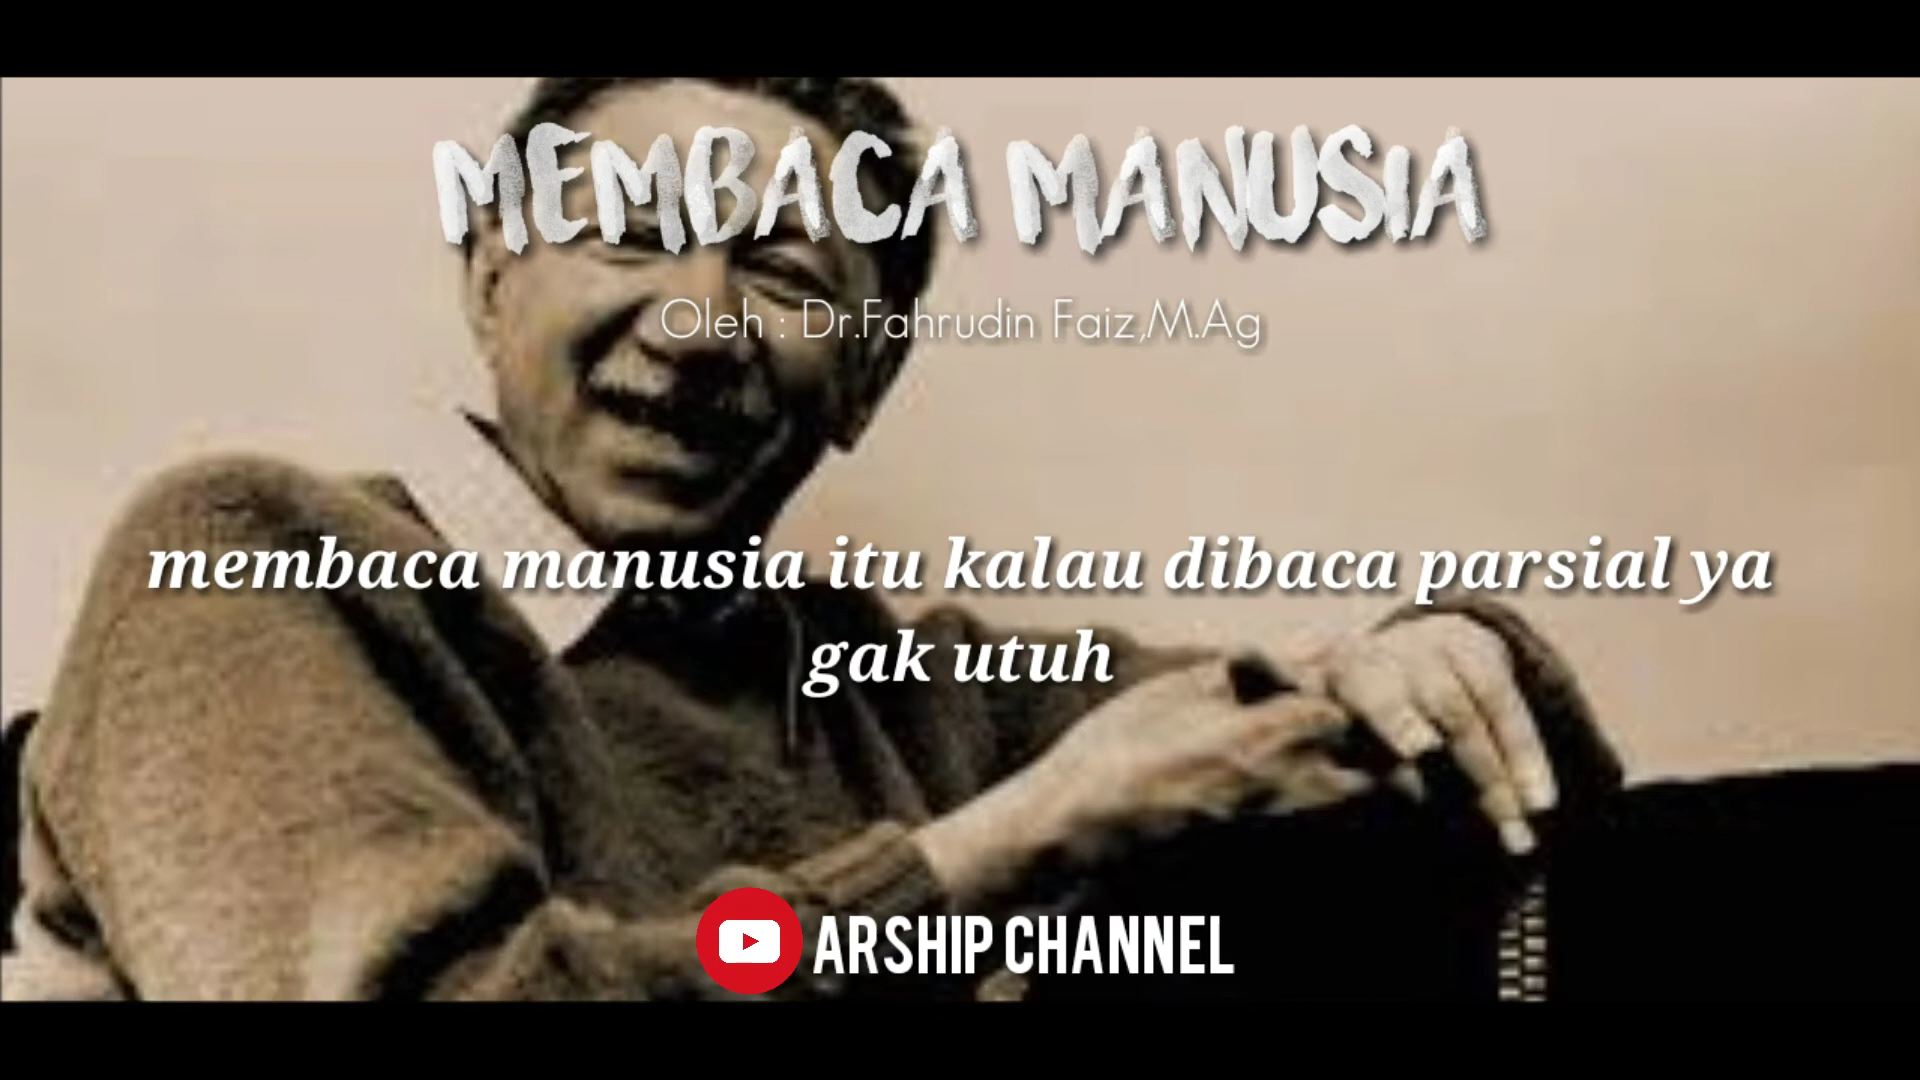 MEMBACA MANUSIA
Oleh : Dr.Fahrudin Faiz,M.Ag
membaca manusia itu kalau dibaca parsial ya
gak utuh
ARSHIP CHANNEL